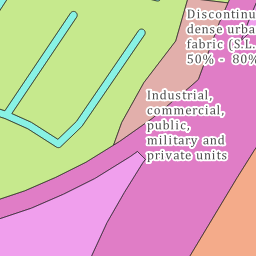 Discontinu
dense urba
fabric (S.L.
50% - 80%
Industrial,
commercial,
public,
military and
private units